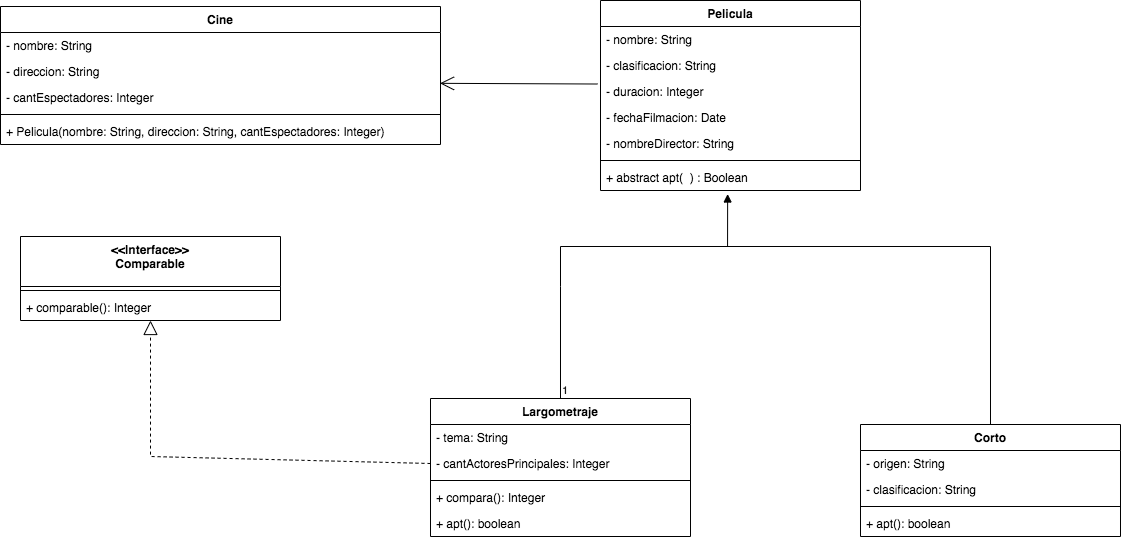 Cine
- nombre: String
- direccion: String
- cantEspectadores: Integer
+ Pelicula(nombre: String, direccion: String, cantEspectadores: Integer)
Pelicula
- nombre: String
- clasificacion: String
- duracion: Integer
- fechaFilmacion: Date
- nombreDirector: String
+ abstract apt(  ) : Boolean
<<Interface>>
Comparable
+ comparable(): Integer
1
Largometraje
- tema: String
- cantActoresPrincipales: Integer
+ compara(): Integer
+ apt(): boolean
Corto
- origen: String
- clasificacion: String
+ apt(): boolean